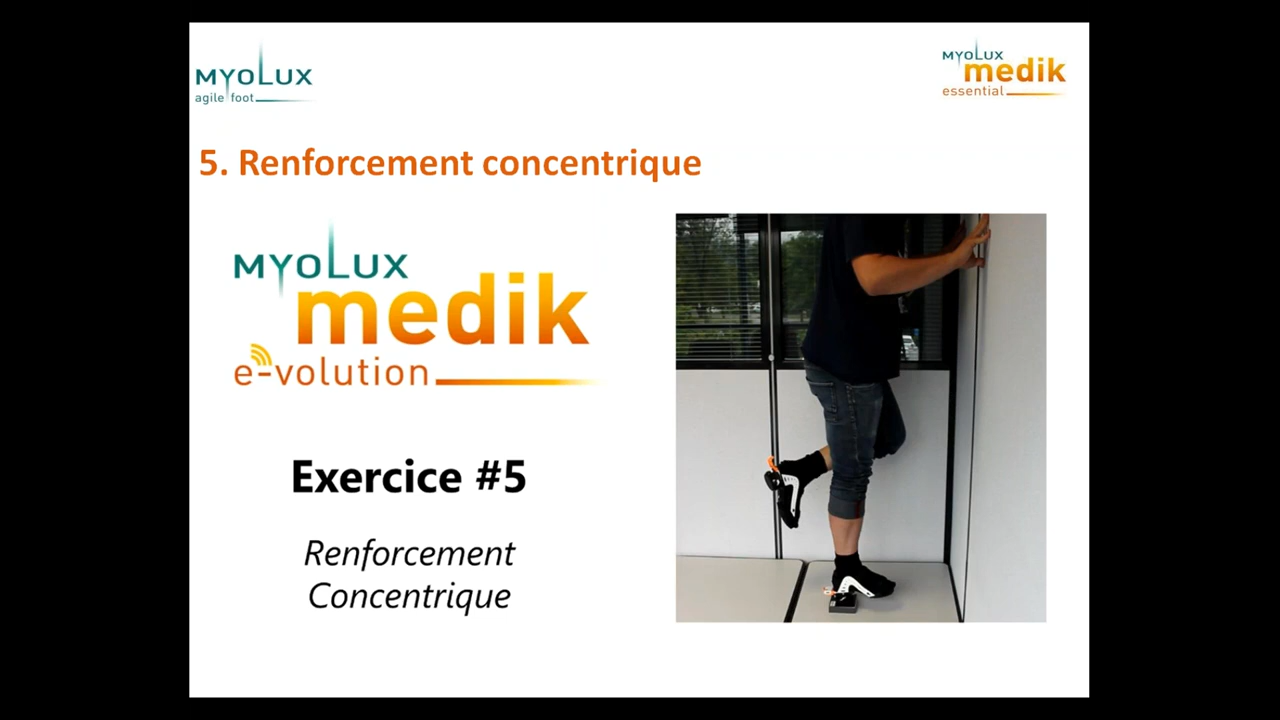 MYOLUX
agile foot
MYOLUX
medik
essential
5. Renforcement concentrique
MYOLUX
medik
e-volution
Exercice #5
Renforcement
Concentrique